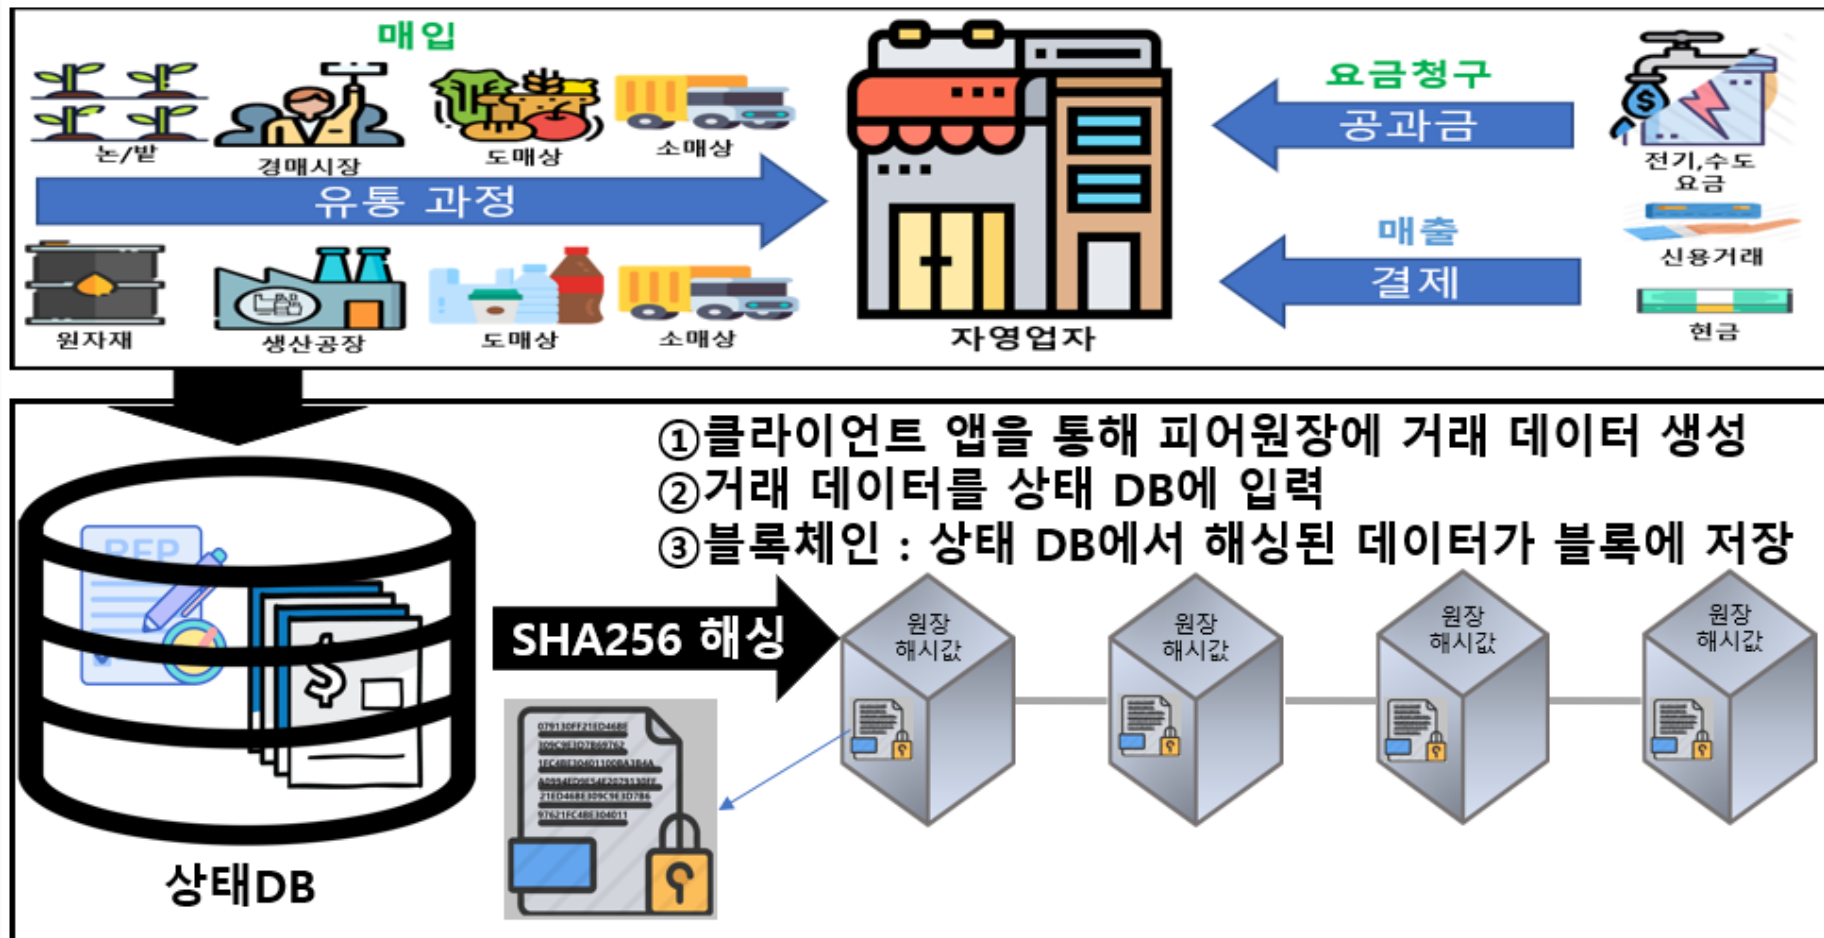 매입
논/밭
경매시장
도매상
소매상
유통 과정
원자재
생산공장
도매상
소매상
자영업자
요금청구
공과금
전기,수도
요금
매출
결제
신용거래
현금
①클라이언트 앱을 통해 피어원장에 거래 데이터 생성
②거래 데이터를 상태 DB에 입력
③블록체인 : 상태 DB에서 해싱된 데이터가 블록에 저장
RFP
상태DB
SHA256 해싱
079130FF21ED46BE
309C9E3D7B69762
1FC4BE30401100BA3B4A
A0994ED9E54E2079130FF
21ED46BE309C9E3D7B6
97621FC4BE304011
원장
해시값
원장
해시값
원장
해시값
원장
해시값